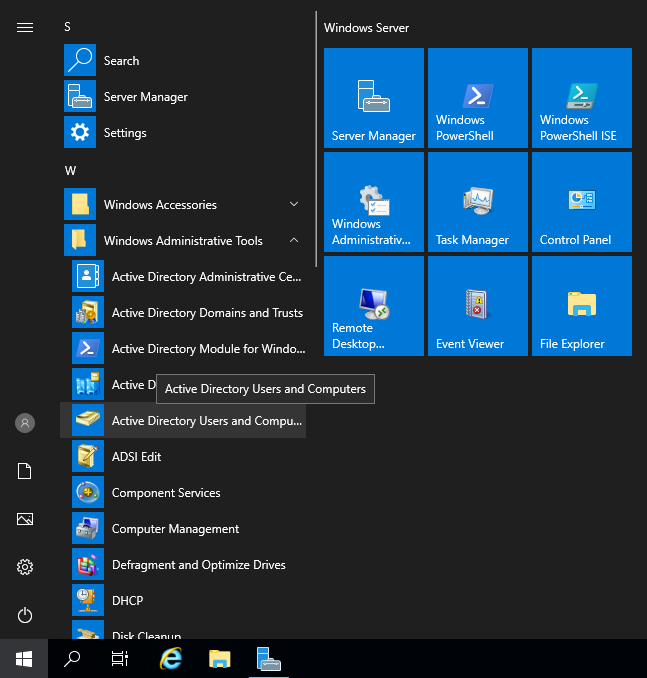 S
Search
Server Manager
Settings
W
Windows Accessories
Windows Administrative Tools
Active Directory Administrative Ce...
Active Directory Domains and Trusts
Active Directory Module for Windo...
Active D
Active Directory Users and Computers
Active Directory Users and Compu...
ADSI Edit
Component Services
Computer Management
Defragment and Optimize Drives
DHCP
Disk Cleanup
Windows Server
Server Manager
Windows
PowerShell
Windows
PowerShell ISE
Windows
Administrativ...
Task Manager
Control Panel
Remote
Desktop...
Event Viewer
File Explorer